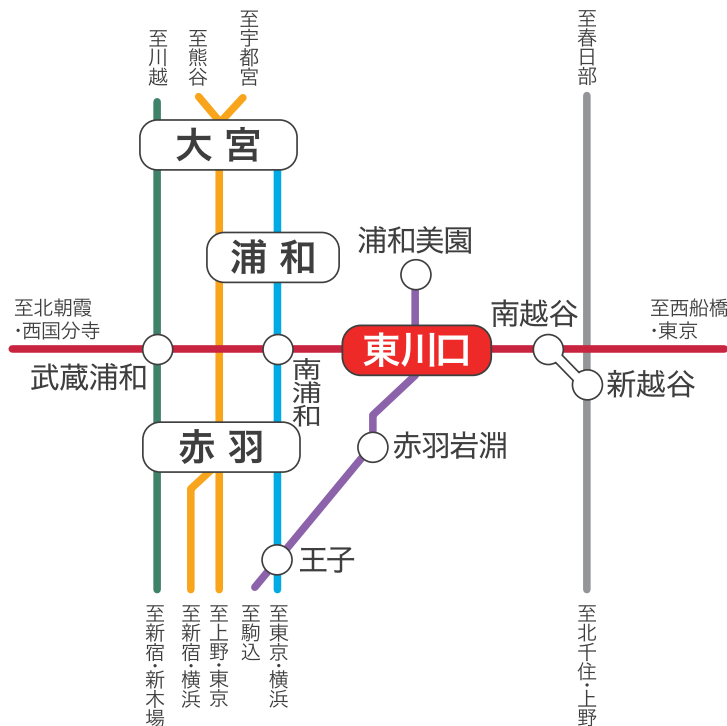 至川越
至熊谷
至宇都宮
至春日部
大宮
浦和
浦和美園
至北朝霞
・西国分寺
南越谷
至西船橋
・東京
東川口
武蔵浦和
南浦和
新越谷
赤羽
赤羽岩淵
王子
至新宿・新木場
至新宿・横浜
至上野・東京
至駒込
至東京・横浜
至北千住・上野